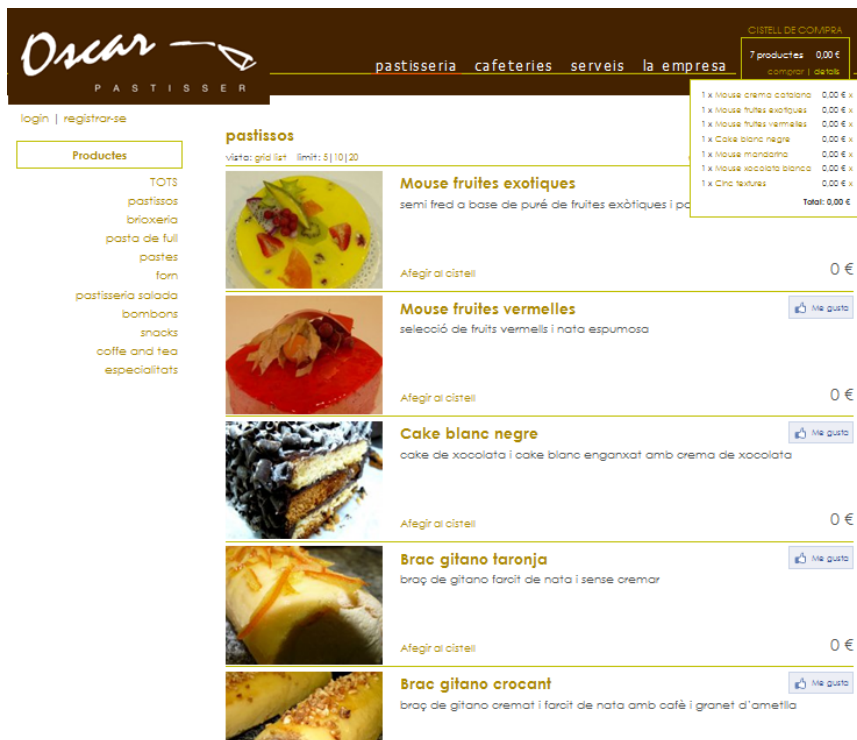 Oscar
PASTISSER
pastisseria cafeteries serveis la empresa
CISTELL DE COMPRA
7 productes 0,00 €
comprar | detalls
1 x Mouse crema catalana 0,00 € x
1 x Mouse fruites exotiques 0,00 € x
1 x Mouse fruites vermelles 0,00 € x
1 x Cake blanc negre 0,00 € x
1 x Mouse mandarina 0,00 € x
1 x Mouse xocolata blanca 0,00 € x
1 x Cinc textures 0,00 € x
Total: 0,00 €
login | registrar-se
Productes
TOTS
pastissos
brioxeria
pasta de full
pastes
forn
pastisseria salada
bombons
snacks
coffe and tea
especialitats
pastissos
vista: grid list limit: 5|10|20
Mouse fruites exotiques
semi fred a base de puré de fruites exòtiques i
Afegir al cistell
0 €
Mouse fruites vermelles
Me gusta
selecció de fruits vermells i nata espumosa
Afegir al cistell
0 €
Cake blanc negre
Me gusta
cake de xocolata i cake blanc enganxat amb crema de xocolata
Afegir al cistell
0 €
Brac gitano taronja
Me gusta
braç de gitano farcit de nata i sense cremar
Afegir al cistell
0 €
Brac gitano crocant
Me gusta
braç de gitano cremat i farcit de nata amb cafè i granet d'ametlla